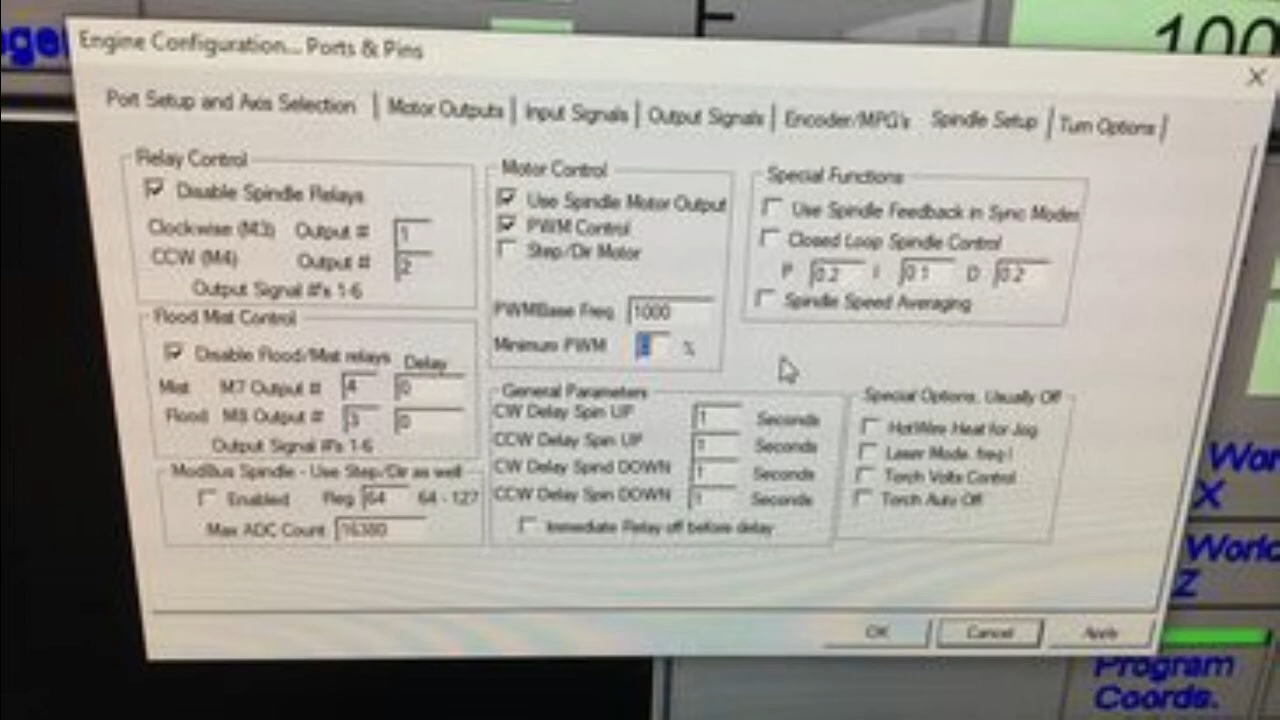 100
Engine Configuration... Ports & Pins
Port Setup and Axis Selection Motor Outputs Input Signals Output Signals Encoder/MPG's Spindle Setup Turn Options
Relay Control
Disable Spindle Relays
Clockwise (M3) Output # 1
CCW (M4) Output # 2
Output Signal #'s 1-6
Flood Mist Control
Disable Flood/Mist relays Delay
Mist M7 Output # 4 0
Flood M8 Output # 3 0
Output Signal #'s 1-6
ModBus Spindle - Use Step/Dir as well
Enabled Reg 64 64 - 127
Max ADC Count 16380
Motor Control
Use Spindle Motor Output
PWM Control
Step/Dir Motor
PWMBase Freq. 1000
Minimum PWM %
General Parameters
CW Delay Spin UP 1 Seconds
CCW Delay Spin UP 1 Seconds
CW Delay Spind DOWN 1 Seconds
CCW Delay Spin DOWN 1 Seconds
Immediate Relay off before delay
Special Functions
Use Spindle Feedback in Sync Modes
Closed Loop Spindle Control
P 0.2 I 0.1 D 0.2
Spindle Speed Averaging
Special Options, Usually Off
HotWire Heat for Jog
Laser Mode. freq
Torch Volts Control
Torch Auto Off
OK Cancel Apply
X
Z
Program
Coords.